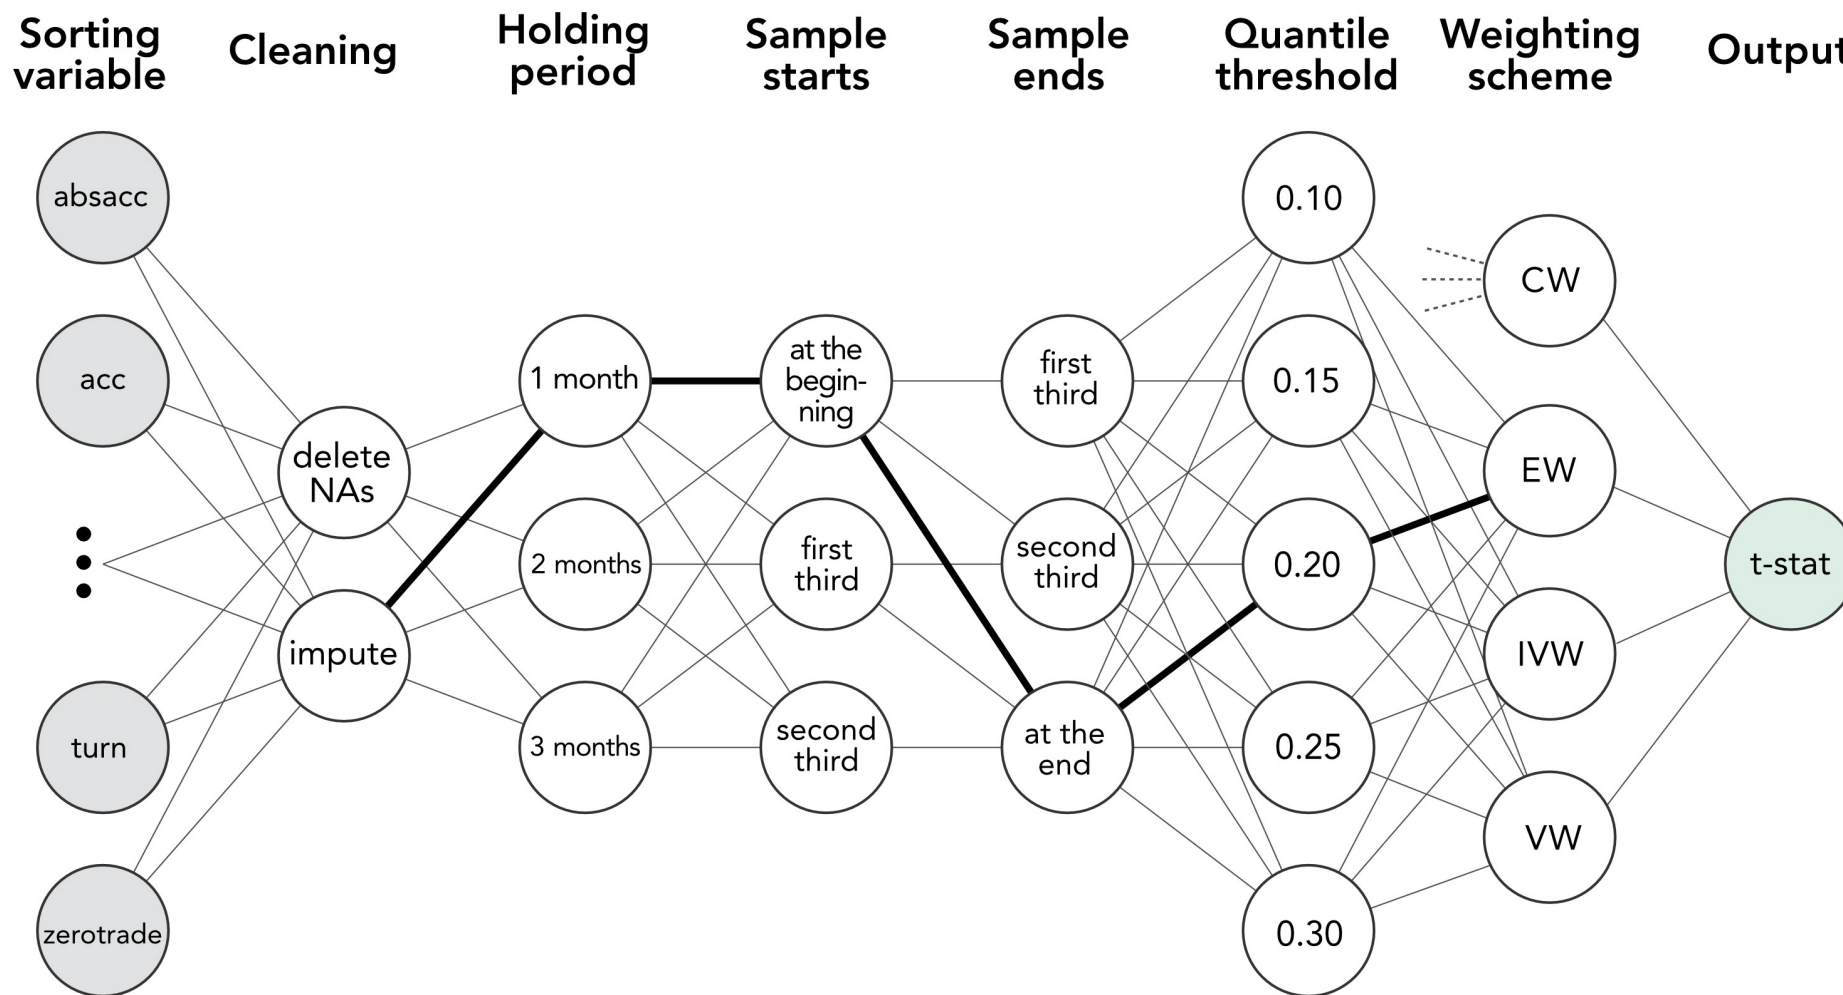 Sorting
variable
Cleaning
Holding
period
Sample
starts
Sample
ends
Quantile
threshold
Weighting
scheme
Output
absacc
acc
turn
zerotrade
delete
NAs
impute
1 month
2 months
3 months
at the
begin-
ning
first
third
second
third
first
third
second
third
at the
end
0.10
0.15
0.20
0.25
0.30
CW
EW
IVW
VW
t-stat